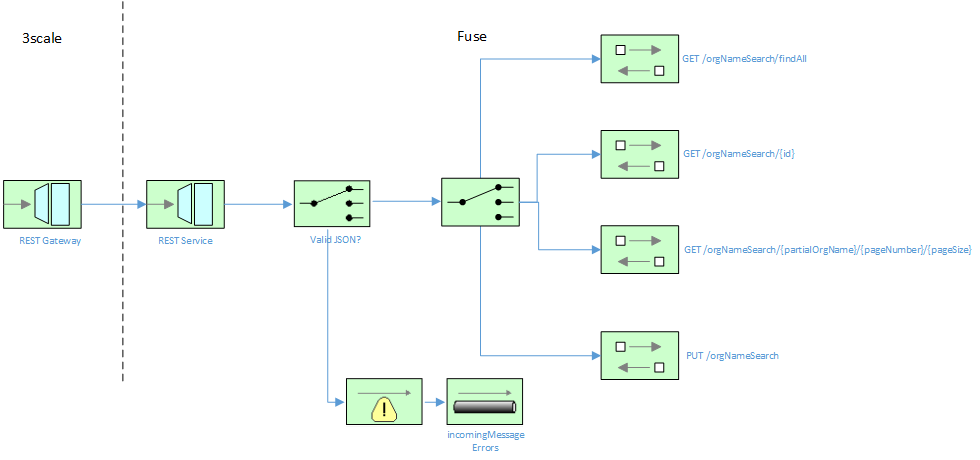 3scale
Fuse
GET /orgNameSearch/findAll
GET /orgNameSearch/{id}
REST Gateway
REST Service
Valid JSON?
GET /orgNameSearch/{partialOrgName}/{pageNumber}/{pageSize}
PUT /orgNameSearch
!
incomingMessage
Errors